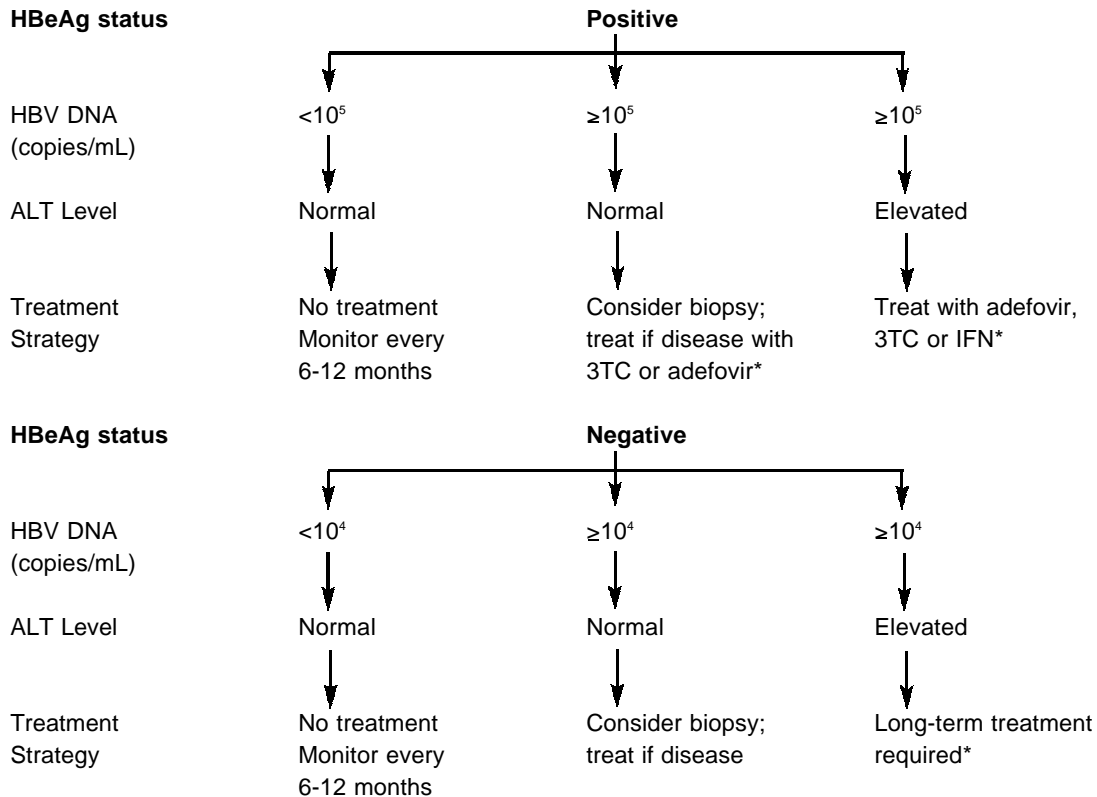 HBeAg status Positive
HBV DNA <10⁵ ≥10⁵ ≥10⁵
(copies/mL)
ALT Level Normal Normal Elevated
Treatment No treatment Consider biopsy; Treat with adefovir,
Strategy Monitor every treat if disease with 3TC or IFN*
6-12 months 3TC or adefovir*
HBeAg status Negative
HBV DNA <10⁴ ≥10⁴ ≥10⁴
(copies/mL)
ALT Level Normal Normal Elevated
Treatment No treatment Consider biopsy; Long-term treatment
Strategy Monitor every treat if disease required*
6-12 months